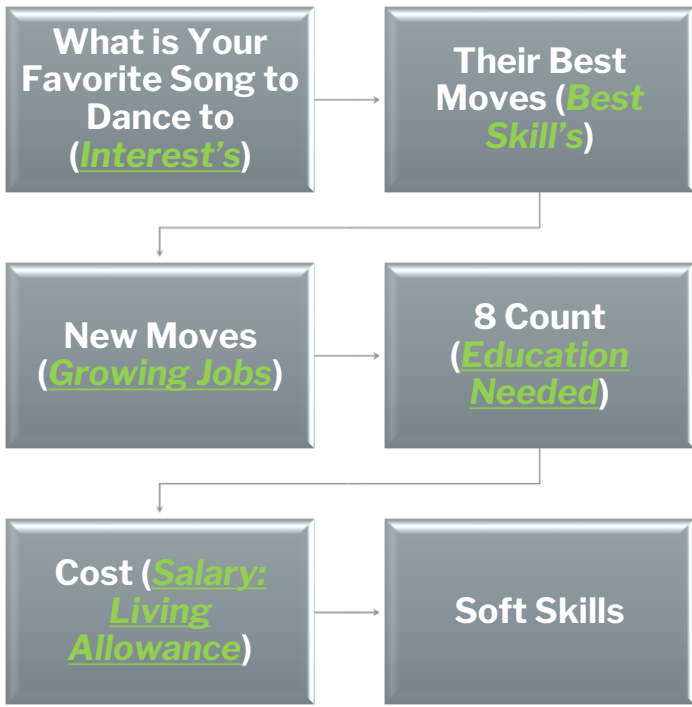 What is Your
Favorite Song to
Dance to
(Interest's)
Their Best
Moves (Best
Skill's)
New Moves
(Growing Jobs)
8 Count
(Education
Needed)
Cost (Salary:
Living
Allowance)
Soft Skills